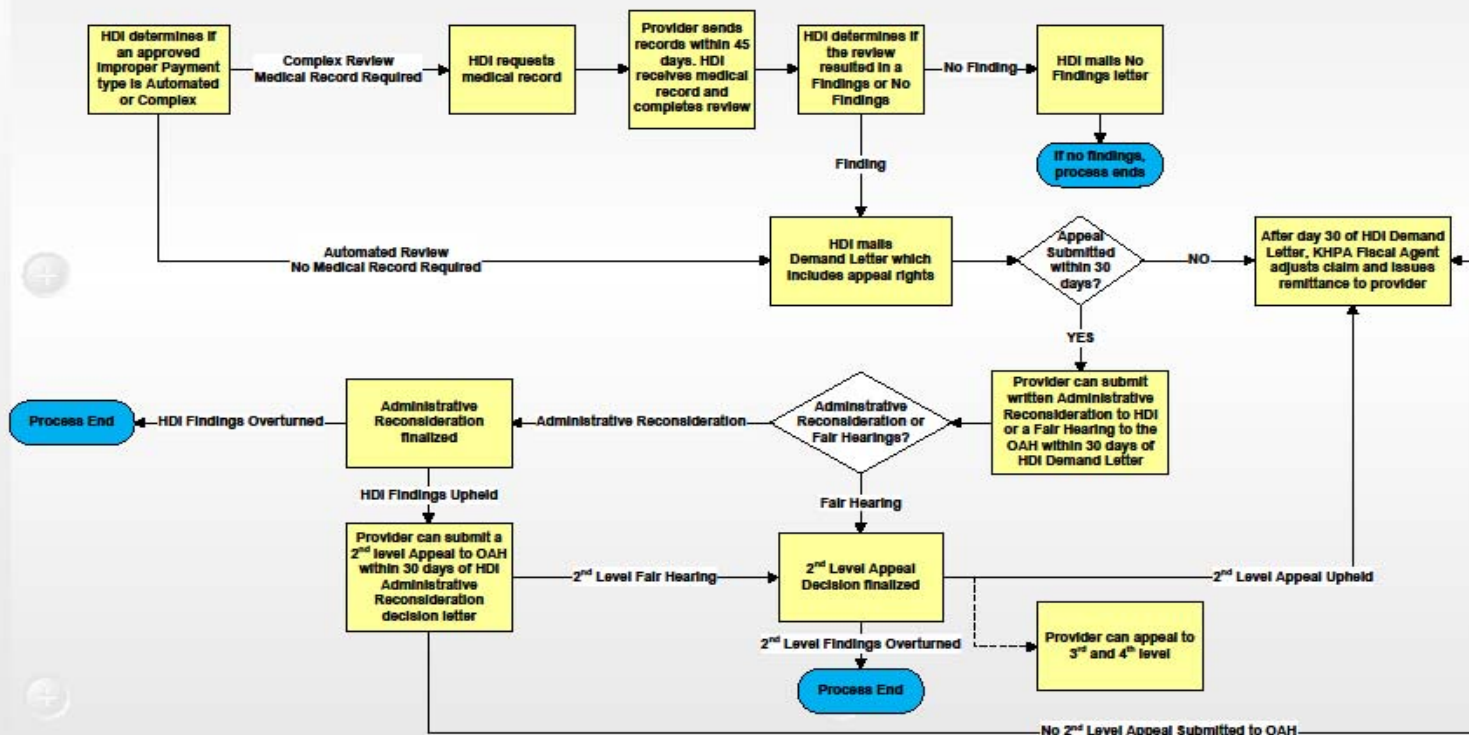 HDI determines if
an approved
Improper Payment
type is Automated
or Complex
Complex Review
Medical Record Required
HDI requests
medical record
Provider sends
records within 45
days. HDI
receives medical
record and
completes review
HDI determines if
the review
resulted in a
Findings or No
Findings
No Finding
HDI mails No
Findings letter
If no findings,
process ends
Finding
Automated Review
No Medical Record Required
HDI mails
Demand Letter which
includes appeal rights
Appeal
Submitted
within 30
days?
NO
After day 30 of HDI Demand
Letter, KHPA Fiscal Agent
adjusts claim and issues
remittance to provider
YES
Provider can submit
written Administrative
Reconsideration to HDI
or a Fair Hearing to the
OAH within 30 days of
HDI Demand Letter
Adminstrative
Reconsideration or
Fair Hearings?
Administrative Reconsideration
Administrative
Reconsideration
finalized
HDI Findings Overturned
Process End
HDI Findings Upheld
Fair Hearing
Provider can submit a
2nd level Appeal to OAH
within 30 days of HDI
Administrative
Reconsideration
decision letter
2nd Level Fair Hearing
2nd Level Appeal
Decision finalized
2nd Level Appeal Upheld
Provider can appeal to
3rd and 4th level
2nd Level Findings Overturned
Process End
No 2nd Level Appeal Submitted to OAH